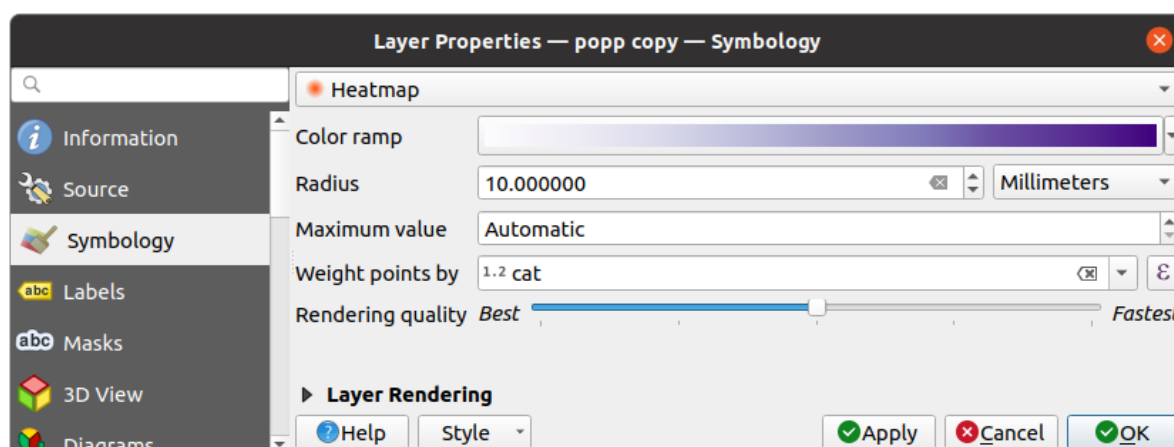 Layer Properties — popp copy — Symbology
Heatmap
Information
Color ramp
Source
Radius 10.000000 Millimeters
Symbology
Maximum value Automatic
Weight points by 1.2 cat ε
Labels
Rendering quality Best Fastest
abc Masks
3D View
Layer Rendering
Diagrams
Help Style Apply Cancel OK